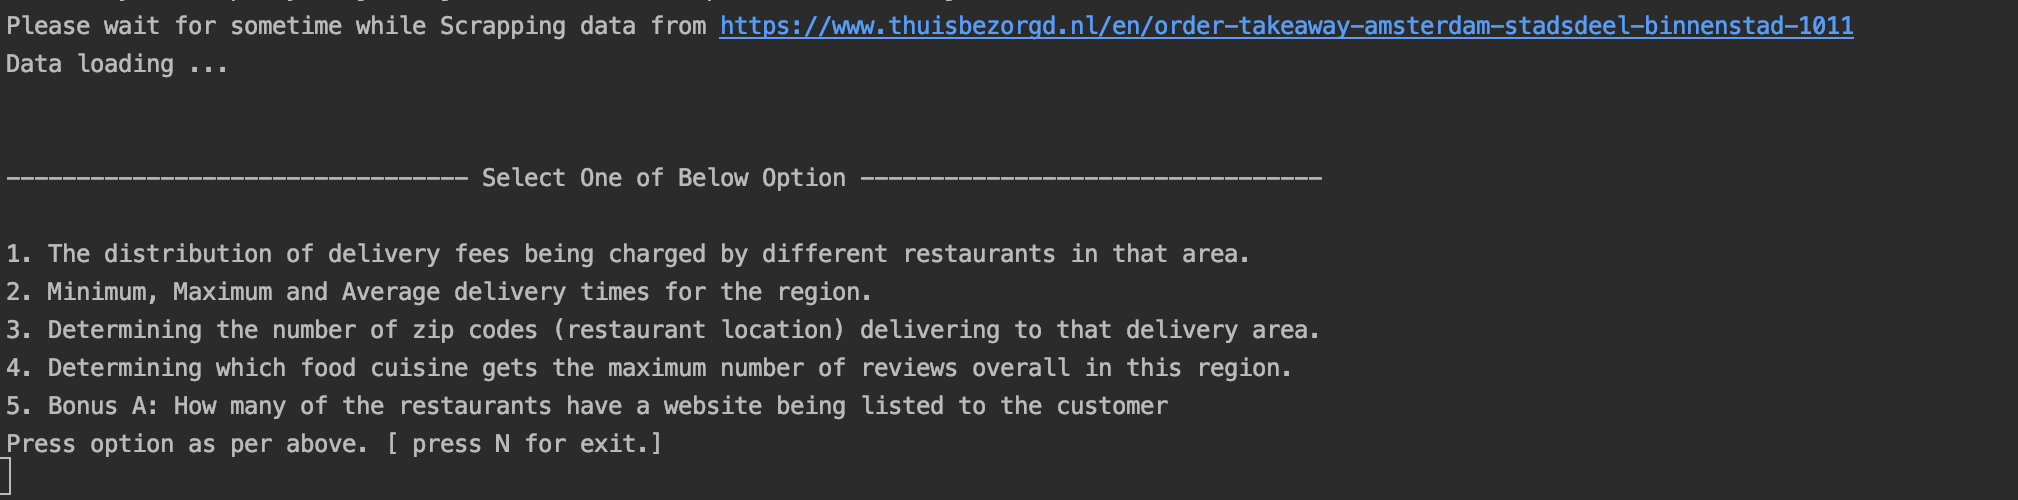 Please wait for sometime while Scrapping data from https://www.thuisbezorgd.nl/en/order-takeaway-amsterdam-stadsdeel-binnenstad-1011
Data loading ...
--------------------------------- Select One of Below Option ---------------------------------
1. The distribution of delivery fees being charged by different restaurants in that area.
2. Minimum, Maximum and Average delivery times for the region.
3. Determining the number of zip codes (restaurant location) delivering to that delivery area.
4. Determining which food cuisine gets the maximum number of reviews overall in this region.
5. Bonus A: How many of the restaurants have a website being listed to the customer
Press option as per above. [ press N for exit.]